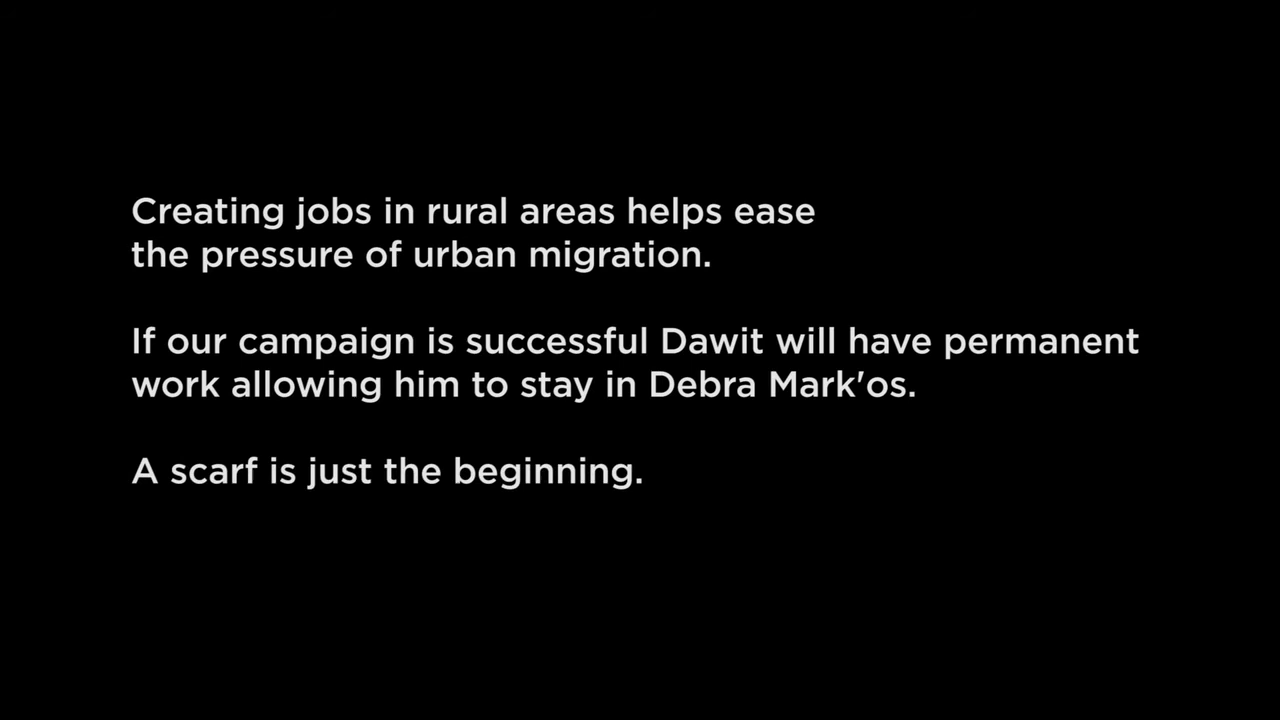 Creating jobs in rural areas helps ease
the pressure of urban migration.
If our campaign is successful Dawit will have permanent
work allowing him to stay in Debra Mark'os.
A scarf is just the beginning.